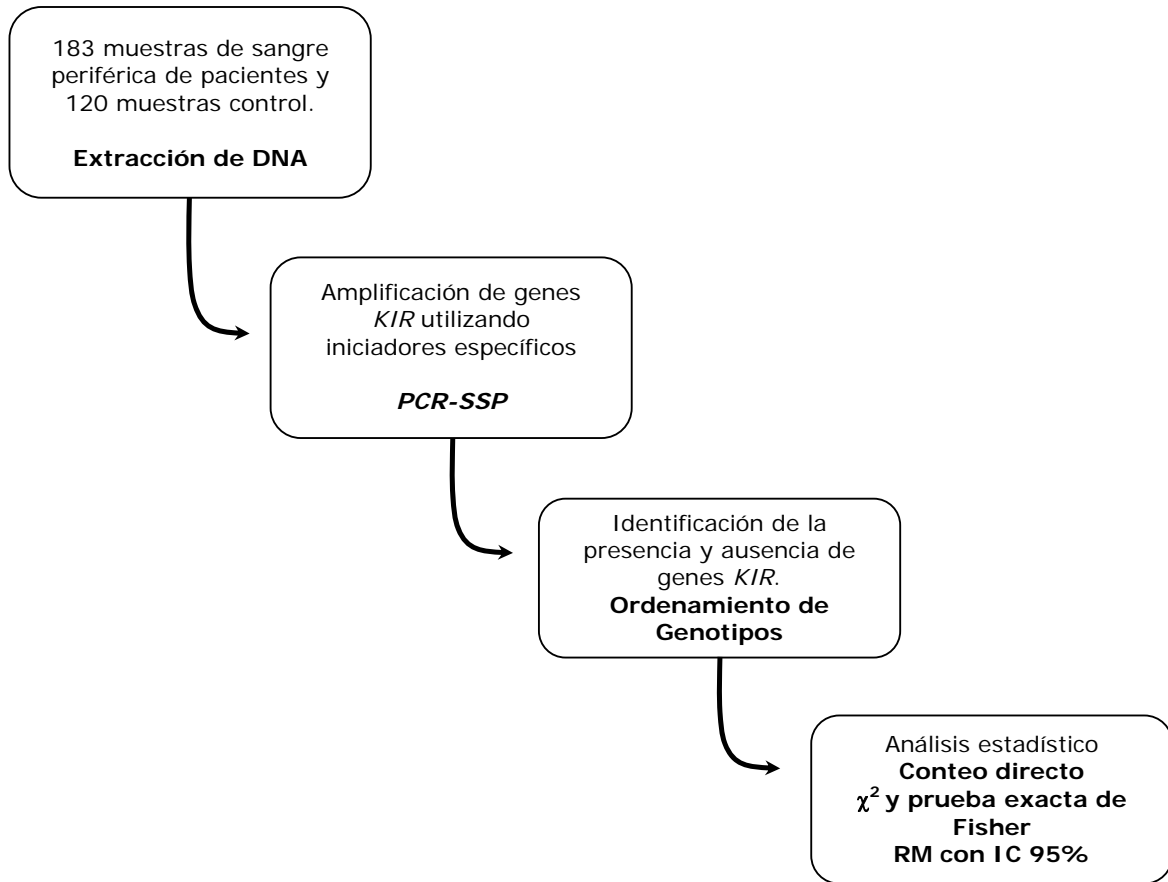 183 muestras de sangre
periférica de pacientes y
120 muestras control.
Extracción de DNA
Amplificación de genes
KIR utilizando
iniciadores específicos
PCR-SSP
Identificación de la
presencia y ausencia de
genes KIR.
Ordenamiento de
Genotipos
Análisis estadístico
Conteo directo
χ² y prueba exacta de
Fisher
RM con IC 95%